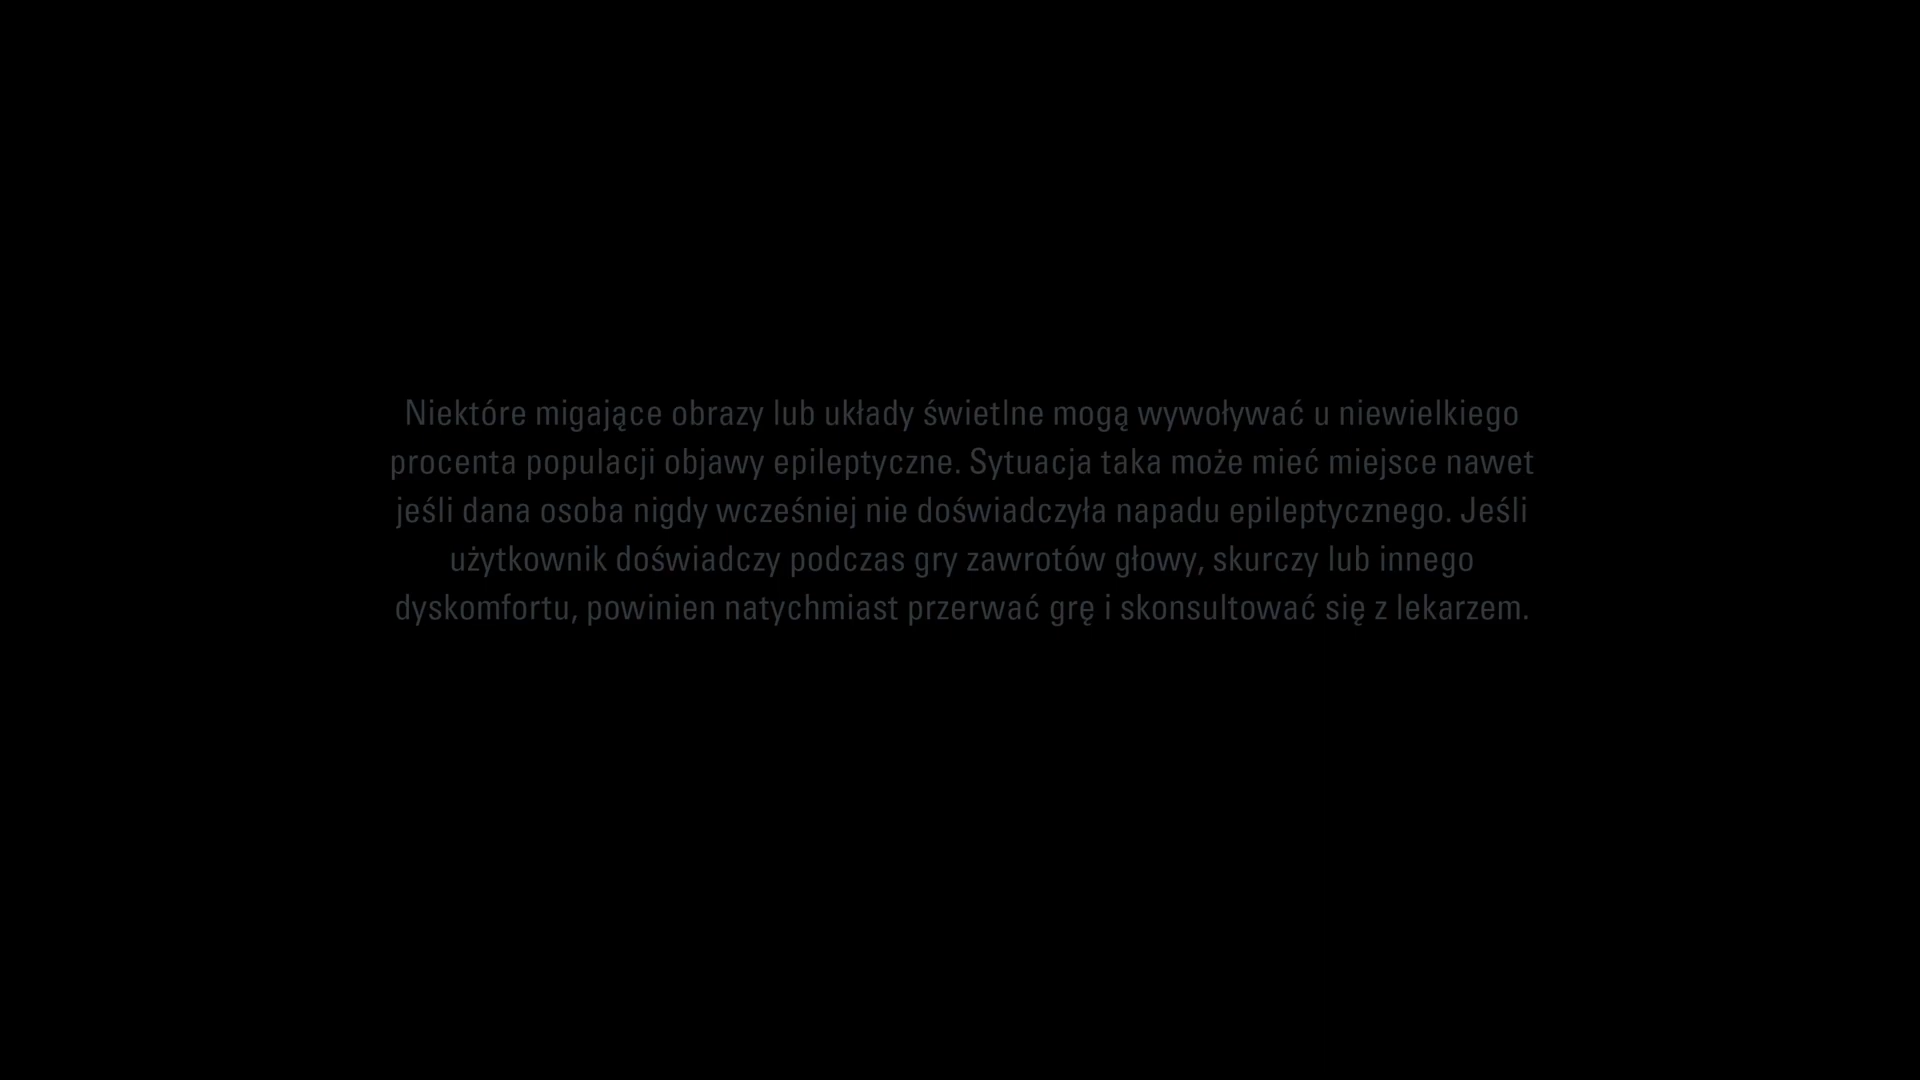 Niektóre migające obrazy lub układy świetlne mogą wywoływać u niewielkiego
procenta populacji objawy epileptyczne. Sytuacja taka może mieć miejsce nawet
jeśli dana osoba nigdy wcześniej nie doświadczyła napadu epileptycznego. Jeśli
użytkownik doświadczy podczas gry zawrotów głowy, skurczy lub innego
dyskomfortu, powinien natychmiast przerwać grę i skonsultować się z lekarzem.